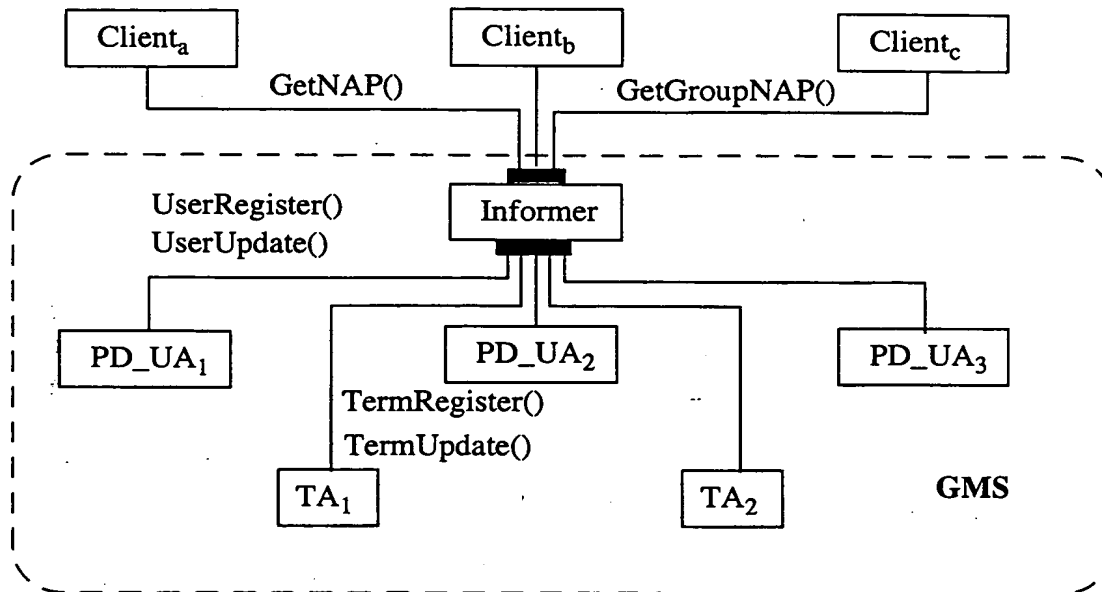 Client_a
Client_b
Client_c
GetNAP()
GetGroupNAP()
UserRegister()
UserUpdate()
Informer
PD_UA_1
PD_UA_2
PD_UA_3
TermRegister()
TermUpdate()
TA_1
TA_2
GMS